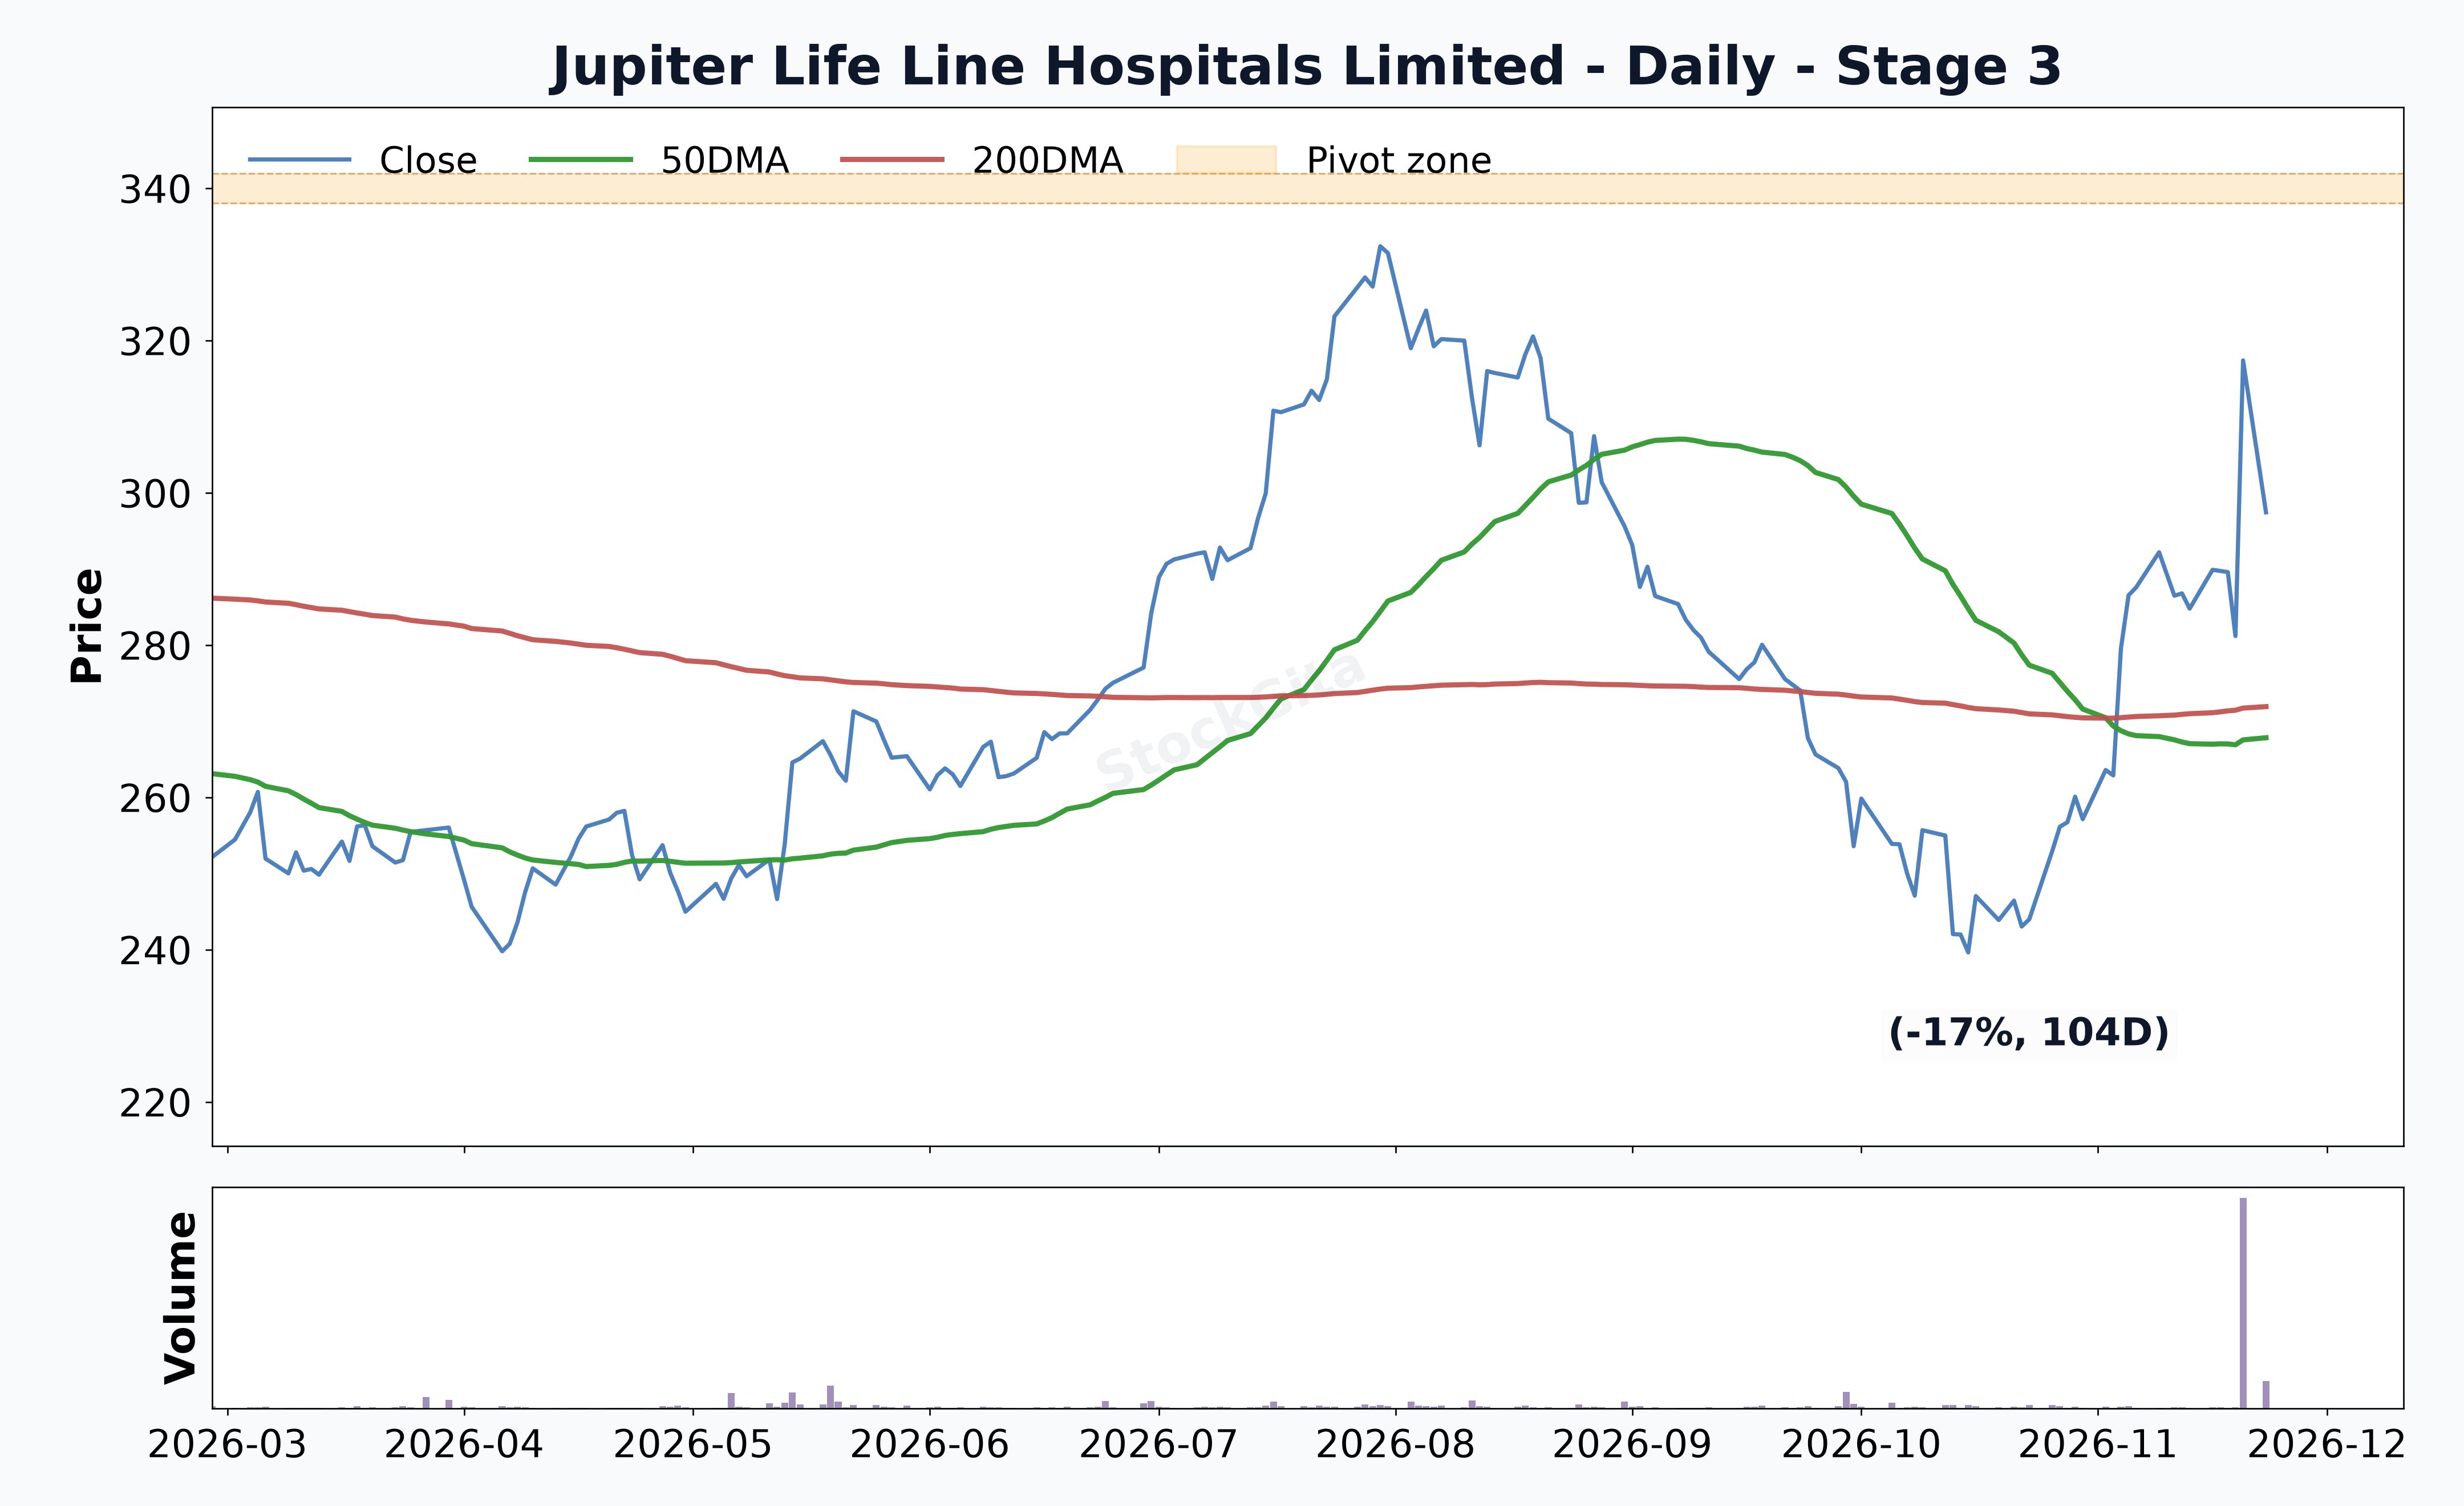 Jupiter Life Line Hospitals Limited - Daily - Stage 3
Close 50DMA 200DMA Pivot zone
340
320
300
280
260
240
220
Price
StockGita
(-17%, 104D)
Volume
2026-03 2026-04 2026-05 2026-06 2026-07 2026-08 2026-09 2026-10 2026-11 2026-12